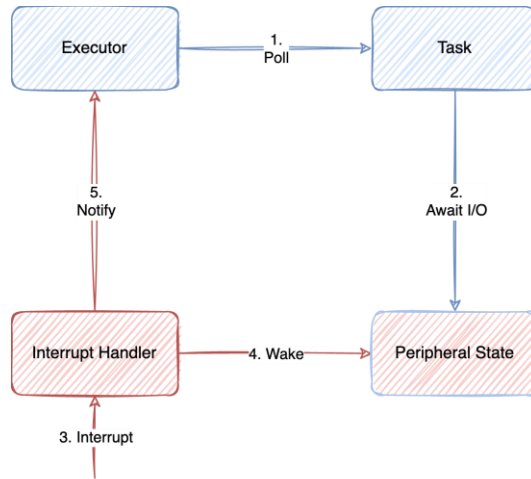 Executor
1.
Poll
Task
5.
Notify
2.
Await I/O
Interrupt Handler
4. Wake
Peripheral State
3. Interrupt